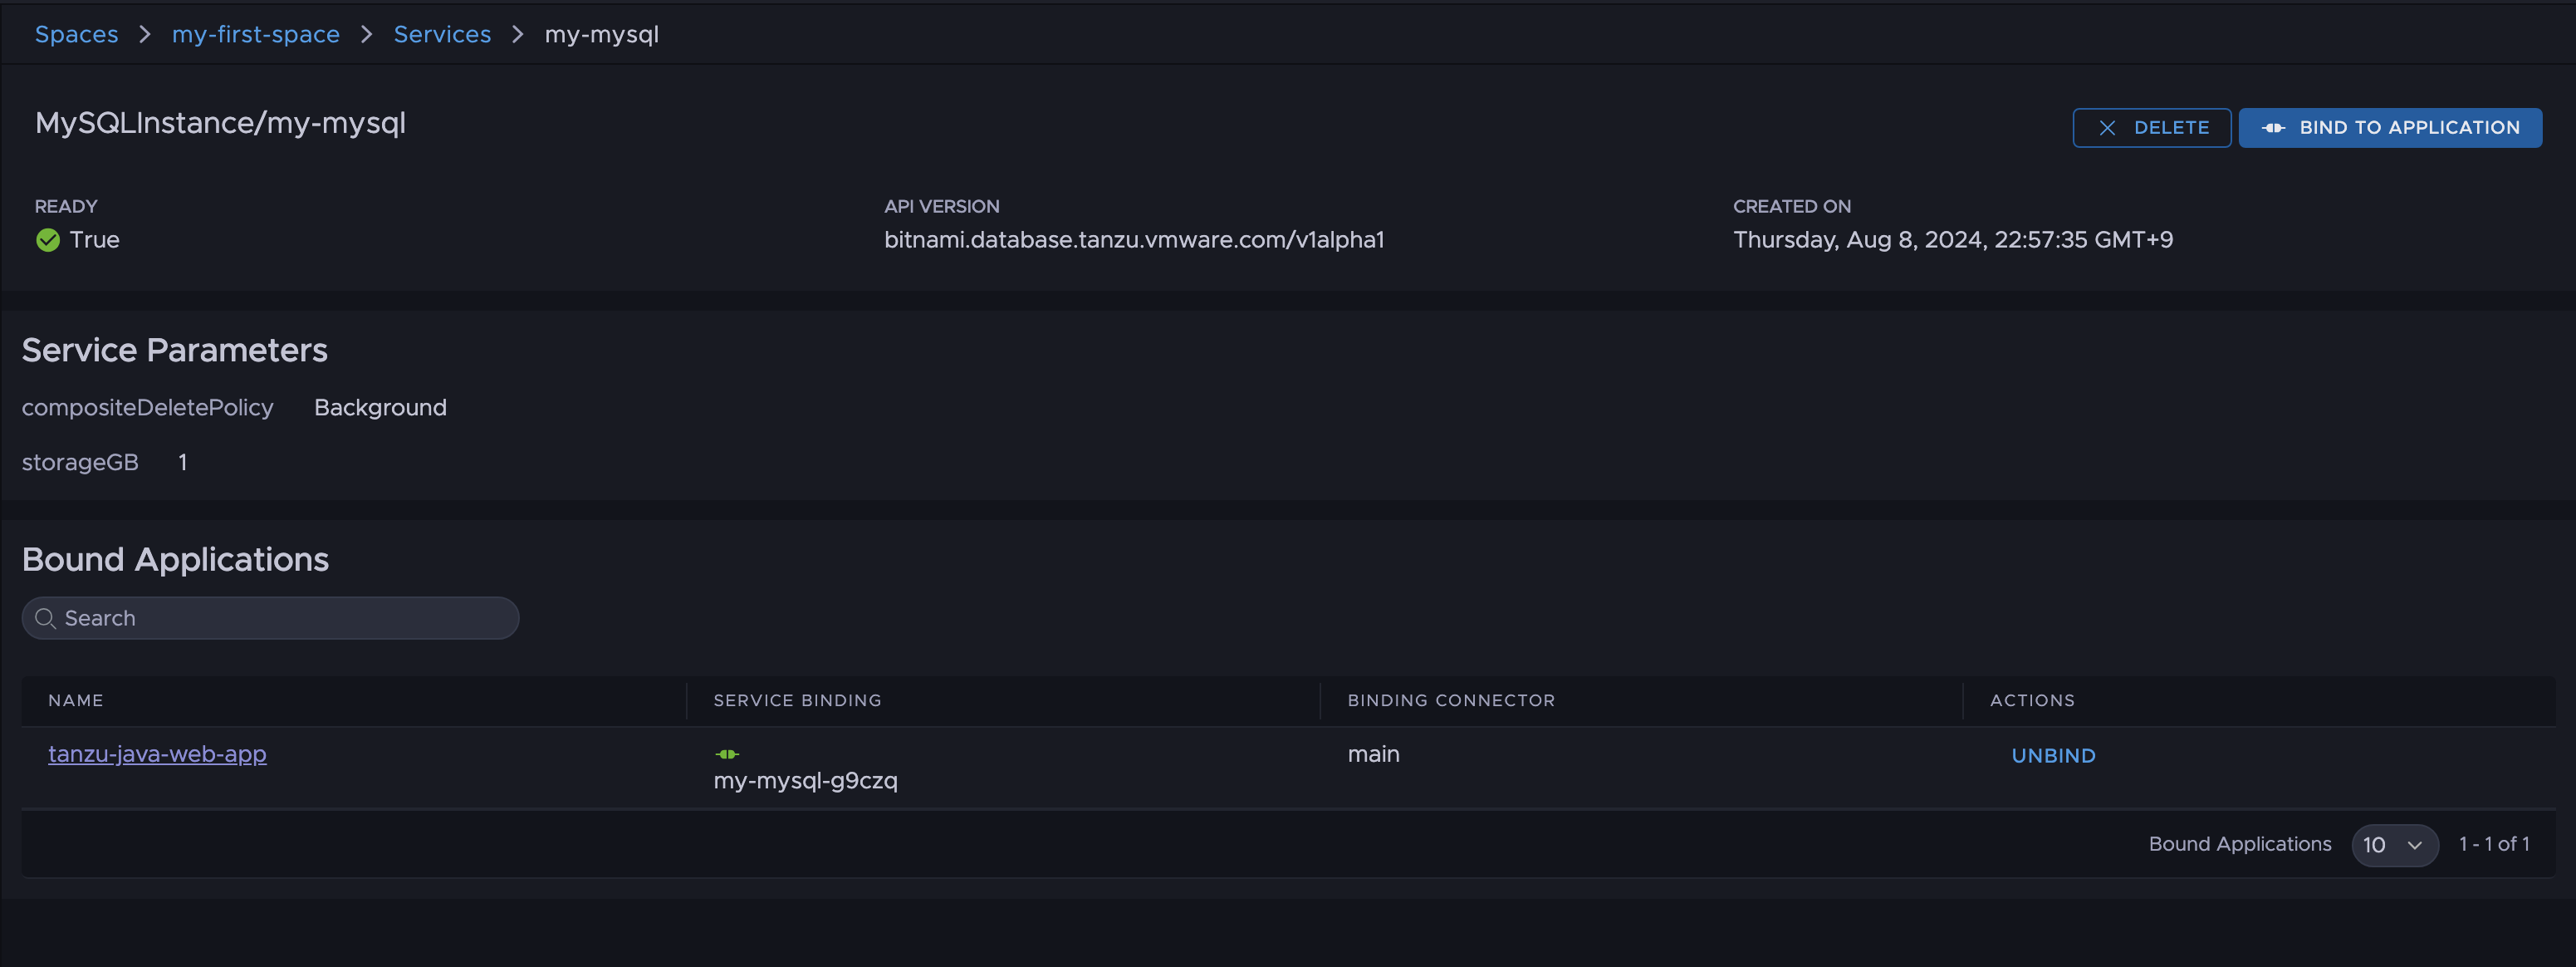 Spaces > my-first-space > Services > my-mysql
MySQLInstance/my-mysql
DELETE
BIND TO APPLICATION
READY
True
API VERSION
bitnami.database.tanzu.vmware.com/v1alpha1
CREATED ON
Thursday, Aug 8, 2024, 22:57:35 GMT+9
Service Parameters
compositeDeletePolicy Background
storageGB 1
Bound Applications
Search
NAME SERVICE BINDING BINDING CONNECTOR ACTIONS
tanzu-java-web-app
my-mysql-g9czq
main
UNBIND
Bound Applications 10 1 - 1 of 1